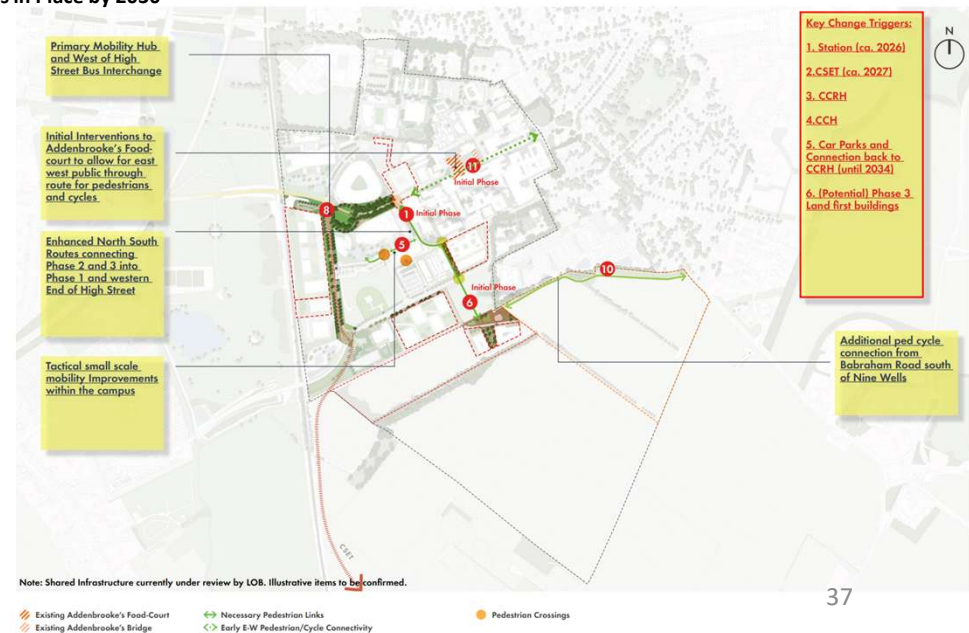 Primary Mobility Hub
and West of High
Street Bus Interchange
Initial Interventions to
Addenbrooke's Food-
court to allow for east
west public through
route for pedestrians
and cycles
Enhanced North South
Routes connecting
Phase 2 and 3 into
Phase 1 and western
End of High Street
Tactical small scale
mobility Improvements
within the campus
11
Initial Phase
8
1 Initial Phase
5
10
6
Initial Phase
CSET
Key Change Triggers:
1. Station (ca. 2026)
2.CSET (ca. 2027)
3. CCRH
4.CCH
5. Car Parks and
Connection back to
CCRH (until 2034)
6. (Potential) Phase 3
Land first buildings
N
Additional ped cycle
connection from
Babraham Road south
of Nine Wells
Note: Shared Infrastructure currently under review by LOB. Illustrative items to be confirmed.
37
Existing Addenbrooke's Food-Court
Necessary Pedestrian Links
Pedestrian Crossings
Existing Addenbrooke's Bridge
Early E-W Pedestrian/Cycle Connectivity